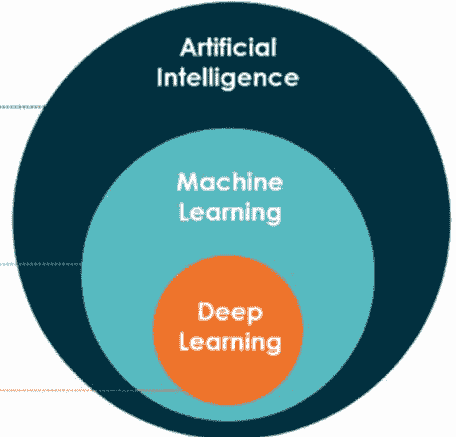 Artificial
Intelligence
Machine
Learning
Deep
Learning